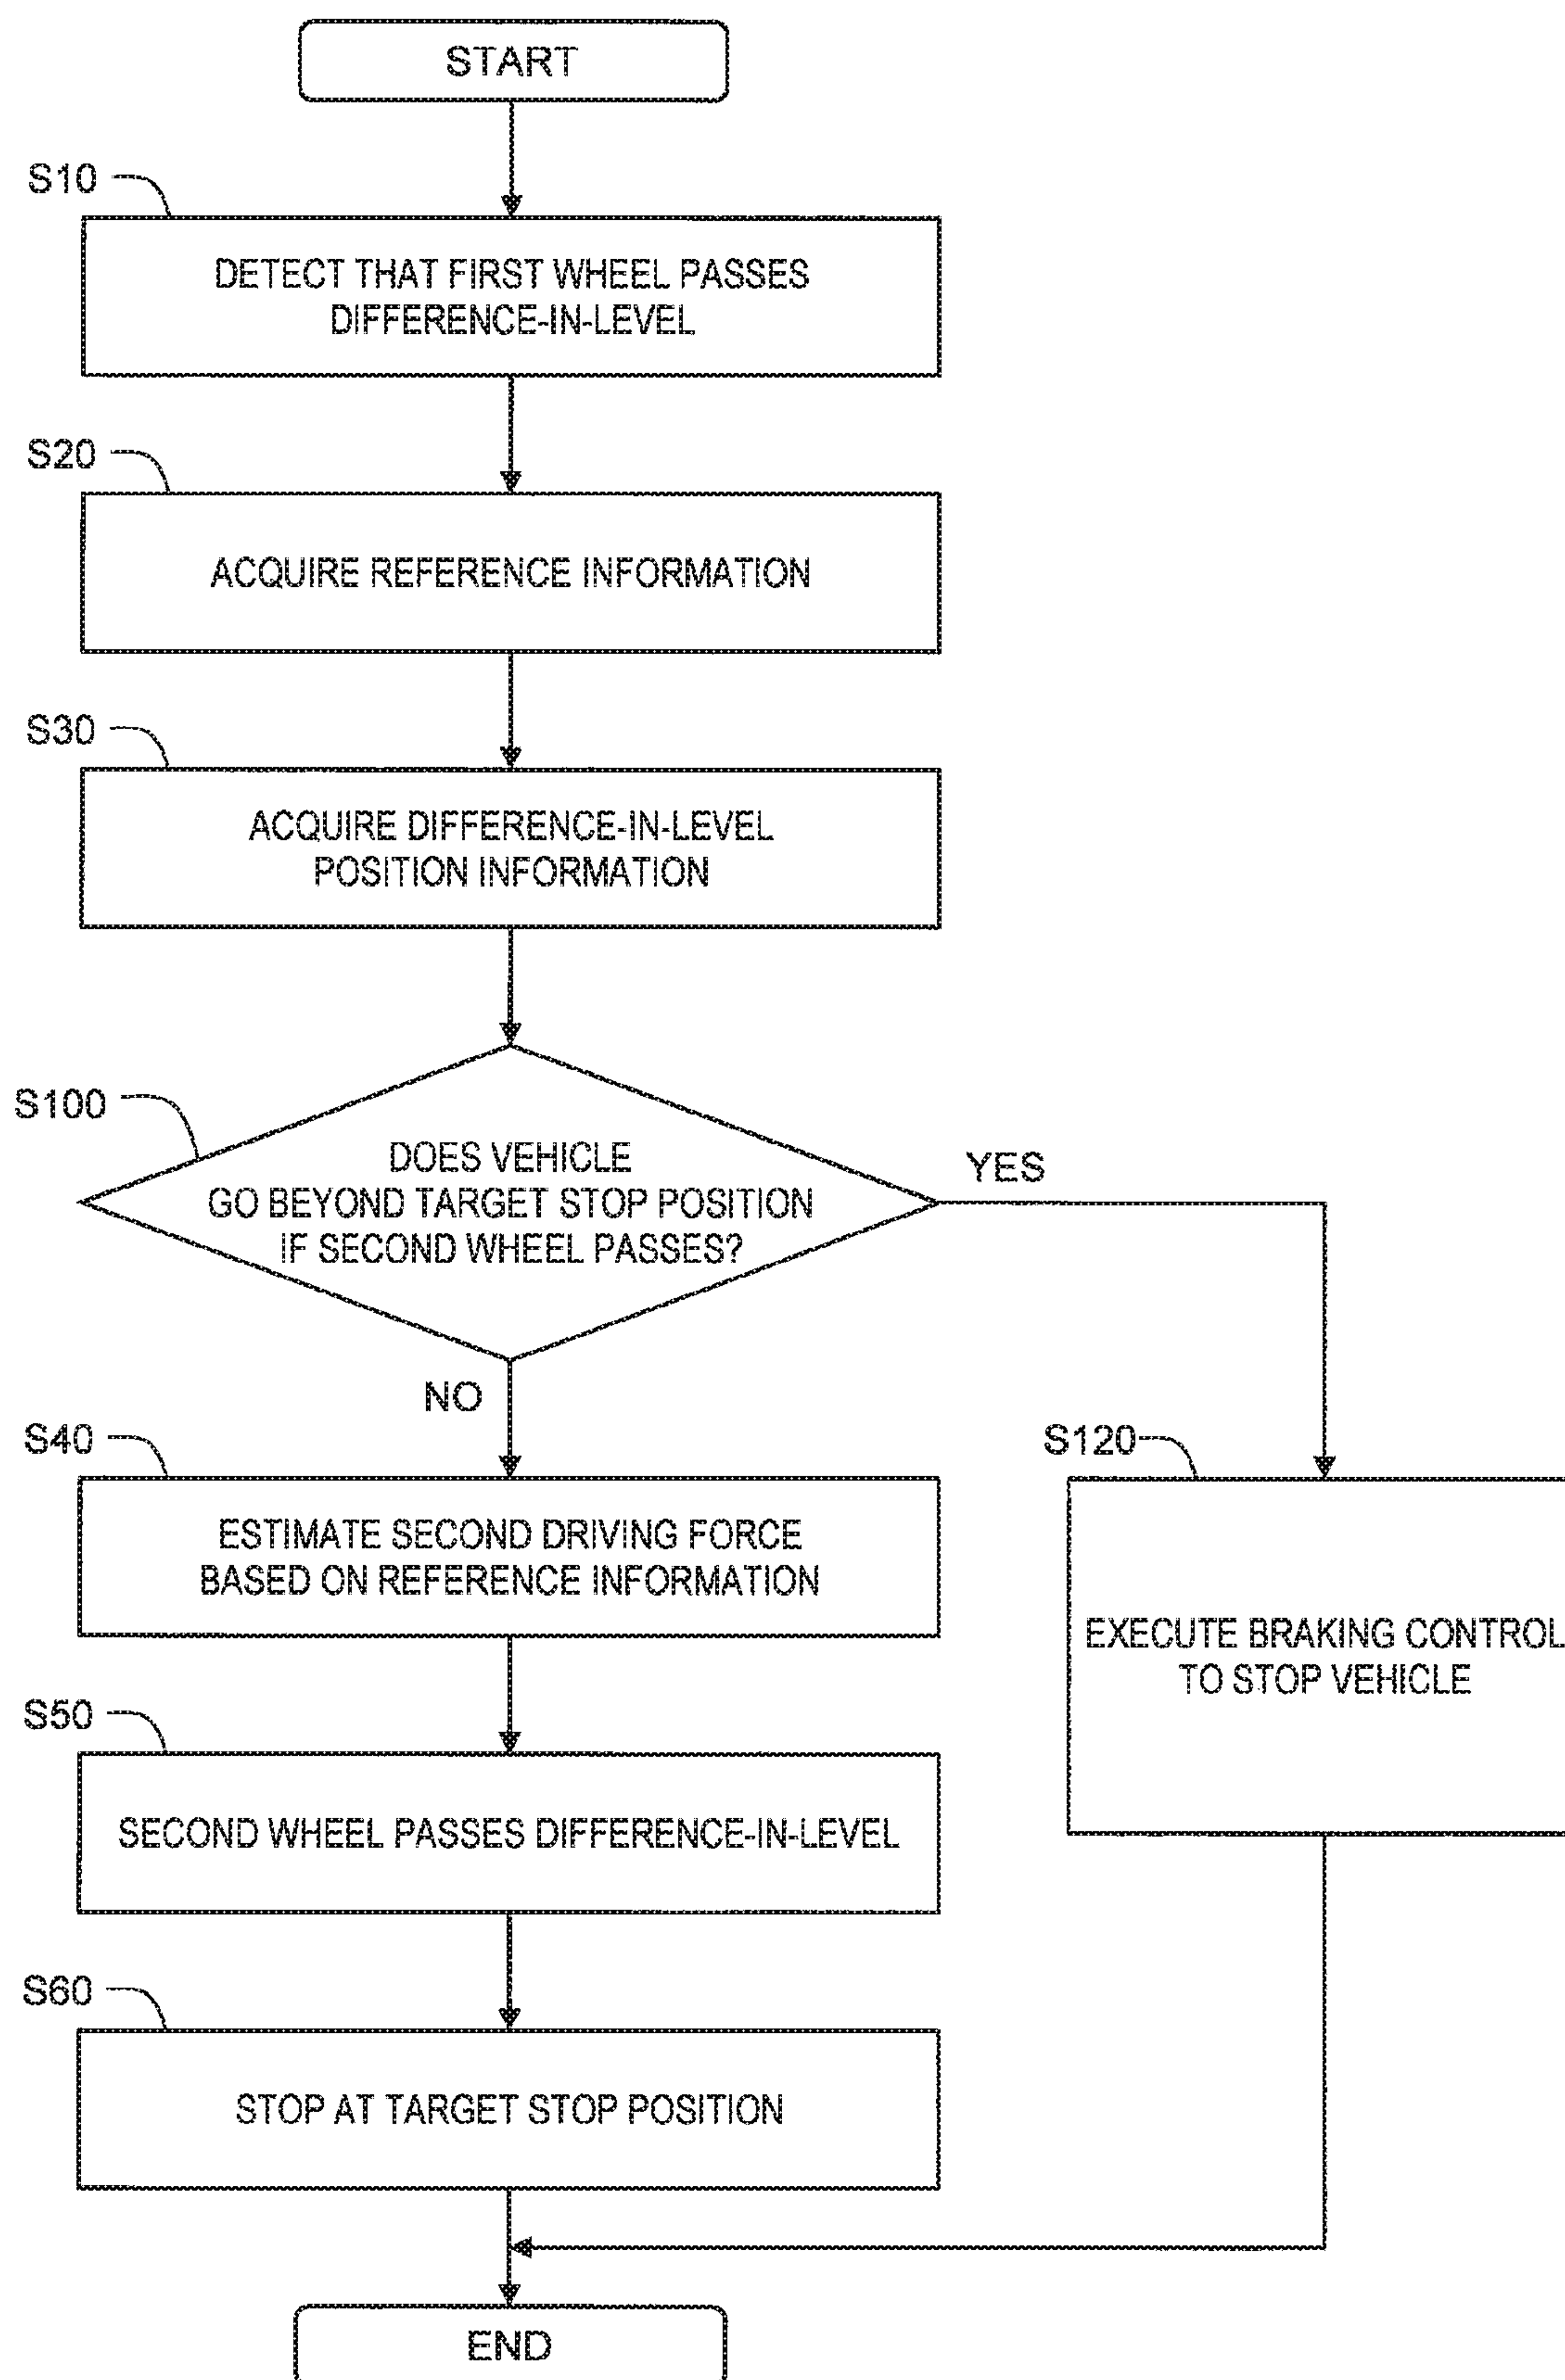 START
S10
DETECT THAT FIRST WHEEL PASSES
DIFFERENCE-IN-LEVEL
S20
ACQUIRE REFERENCE INFORMATION
S30
ACQUIRE DIFFERENCE-IN-LEVEL
POSITION INFORMATION
S100
DOES VEHICLE
GO BEYOND TARGET STOP POSITION
IF SECOND WHEEL PASSES?
YES
NO
S40
ESTIMATE SECOND DRIVING FORCE
BASED ON REFERENCE INFORMATION
S120
EXECUTE BRAKING CONTROL
TO STOP VEHICLE
S50
SECOND WHEEL PASSES DIFFERENCE-IN-LEVEL
S60
STOP AT TARGET STOP POSITION
END